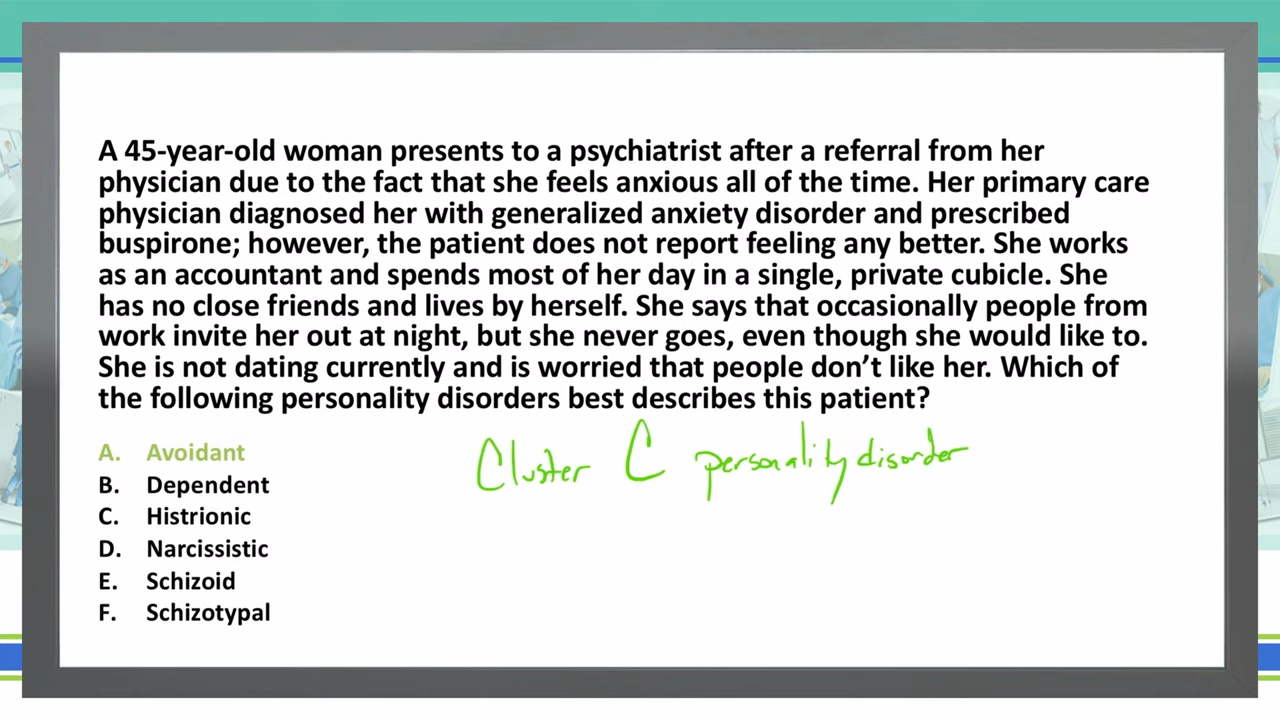 A 45-year-old woman presents to a psychiatrist after a referral from her
physician due to the fact that she feels anxious all of the time. Her primary care
physician diagnosed her with generalized anxiety disorder and prescribed
buspirone; however, the patient does not report feeling any better. She works
as an accountant and spends most of her day in a single, private cubicle. She
has no close friends and lives by herself. She says that occasionally people from
work invite her out at night, but she never goes, even though she would like to.
She is not dating currently and is worried that people don’t like her. Which of
the following personality disorders best describes this patient?
A. Avoidant
Cluster C personality disorder
B. Dependent
C. Histrionic
D. Narcissistic
E. Schizoid
F. Schizotypal